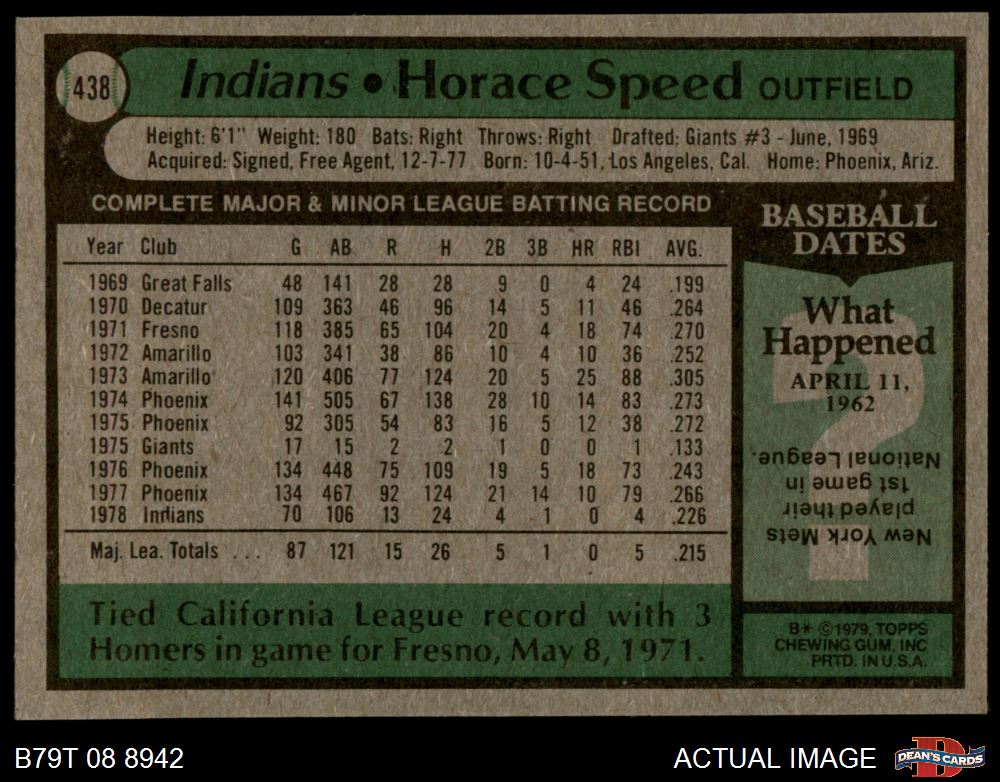 438
Indians • Horace Speed OUTFIELD
Height: 6'1" Weight: 180 Bats: Right Throws: Right Drafted: Giants #3 - June, 1969
Acquired: Signed, Free Agent, 12-7-77 Born: 10-4-51, Los Angeles, Cal. Home: Phoenix, Ariz.
COMPLETE MAJOR & MINOR LEAGUE BATTING RECORD
Year Club G AB R H 2B 3B HR RBI AVG.
1969 Great Falls 48 141 28 28 9 0 4 24 .199
1970 Decatur 109 363 46 96 14 5 11 46 .264
1971 Fresno 118 385 65 104 20 4 18 74 .270
1972 Amarillo 103 341 38 86 10 4 10 36 .252
1973 Amarillo 120 406 77 124 20 5 25 88 .305
1974 Phoenix 141 505 67 138 28 10 14 83 .273
1975 Phoenix 92 305 54 83 16 5 12 38 .272
1975 Giants 17 15 2 2 1 0 0 1 .133
1976 Phoenix 134 448 75 109 19 5 18 73 .243
1977 Phoenix 134 467 92 124 21 14 10 79 .266
1978 Indians 70 106 13 24 4 1 0 4 .226
Maj. Lea. Totals ... 87 121 15 26 5 1 0 5 .215
Tied California League record with 3
Homers in game for Fresno, May 8, 1971.
BASEBALL
DATES
What
Happened
APRIL 11,
1962
New York Mets
played their
1st game in
National League.
B* ©1979, TOPPS
CHEWING GUM, INC
PRTD. IN U.S.A.
B79T 08 8942
ACTUAL IMAGE
D
DEAN'S CARDS